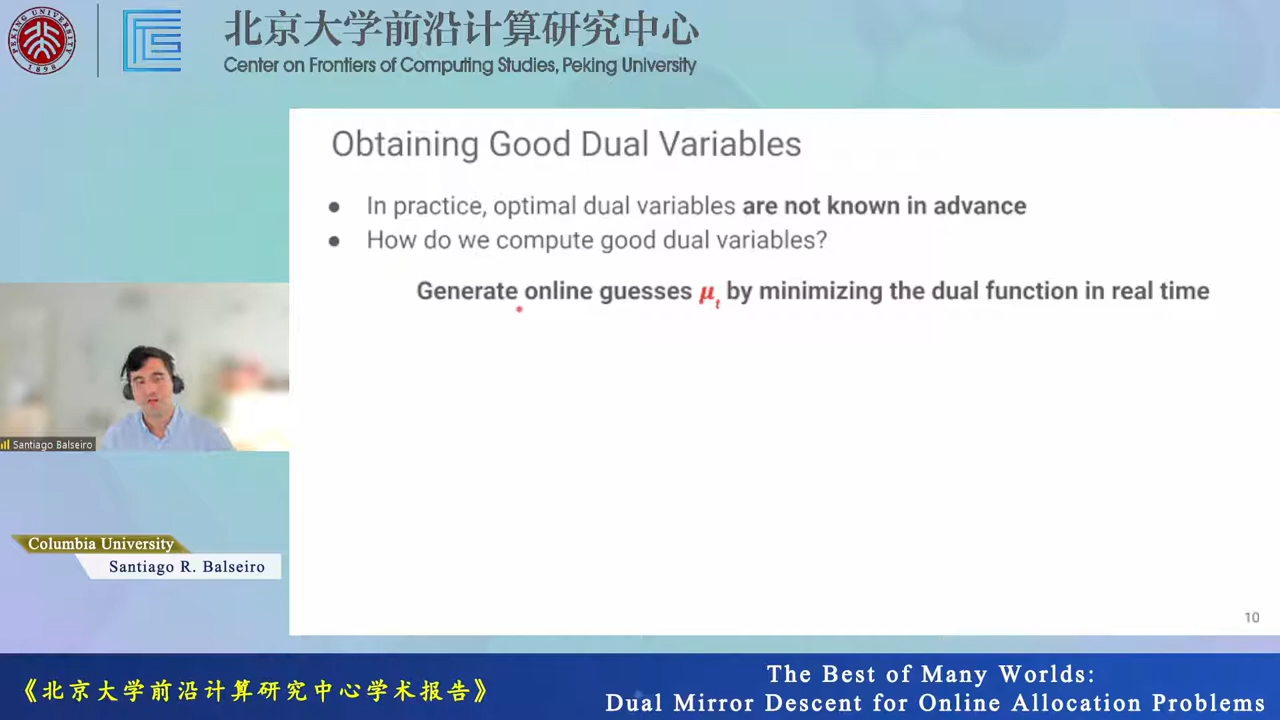 北京大学前沿计算研究中心
Center on Frontiers of Computing Studies, Peking University
PEKING UNIVERSITY
1898
Obtaining Good Dual Variables
● In practice, optimal dual variables are not known in advance
● How do we compute good dual variables?
Generate online guesses μt by minimizing the dual function in real time
Santiago Balseiro
Columbia University
Santiago R. Balseiro
10
《北京大学前沿计算研究中心学术报告》
The Best of Many Worlds:
Dual Mirror Descent for Online Allocation Problems